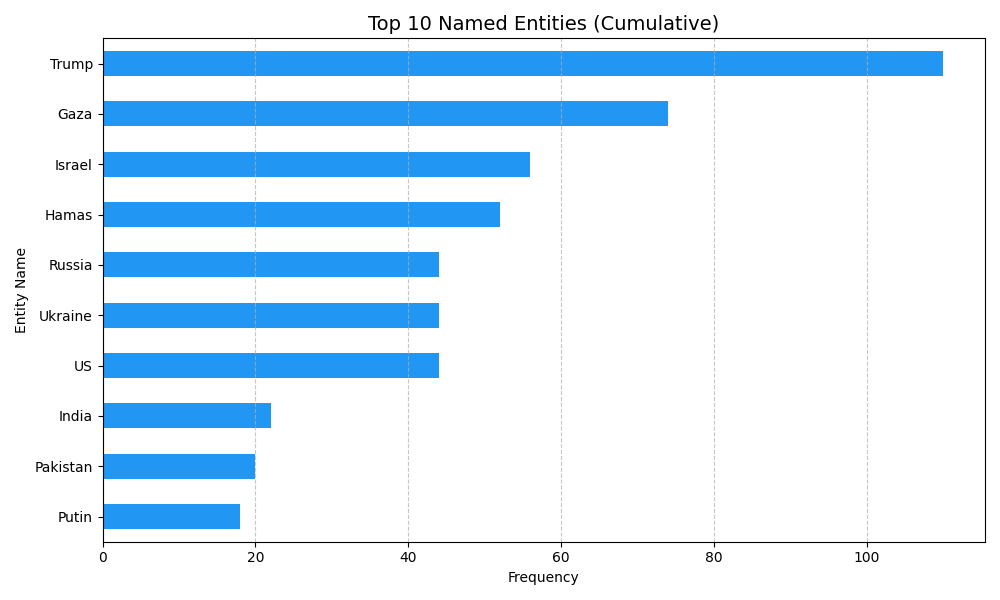 Top 10 Named Entities (Cumulative)
Entity Name
Trump
Gaza
Israel
Hamas
Russia
Ukraine
US
India
Pakistan
Putin
0 20 40 60 80 100
Frequency